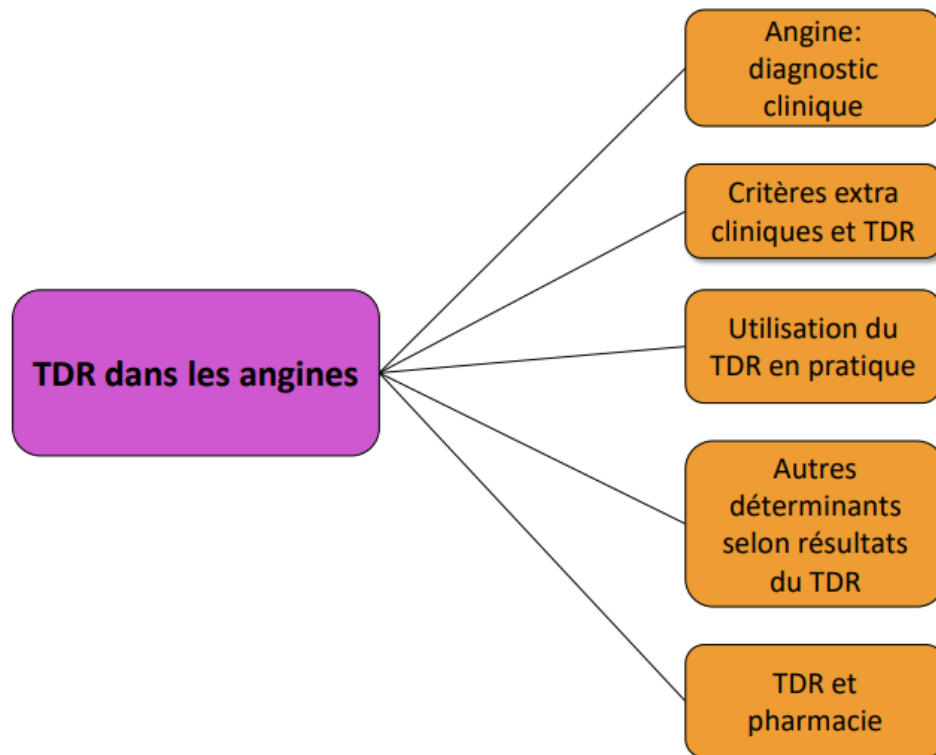 Angine:
diagnostic
clinique
Critères extra
cliniques et TDR
TDR dans les angines
Utilisation du
TDR en pratique
Autres
déterminants
selon résultats
du TDR
TDR et
pharmacie